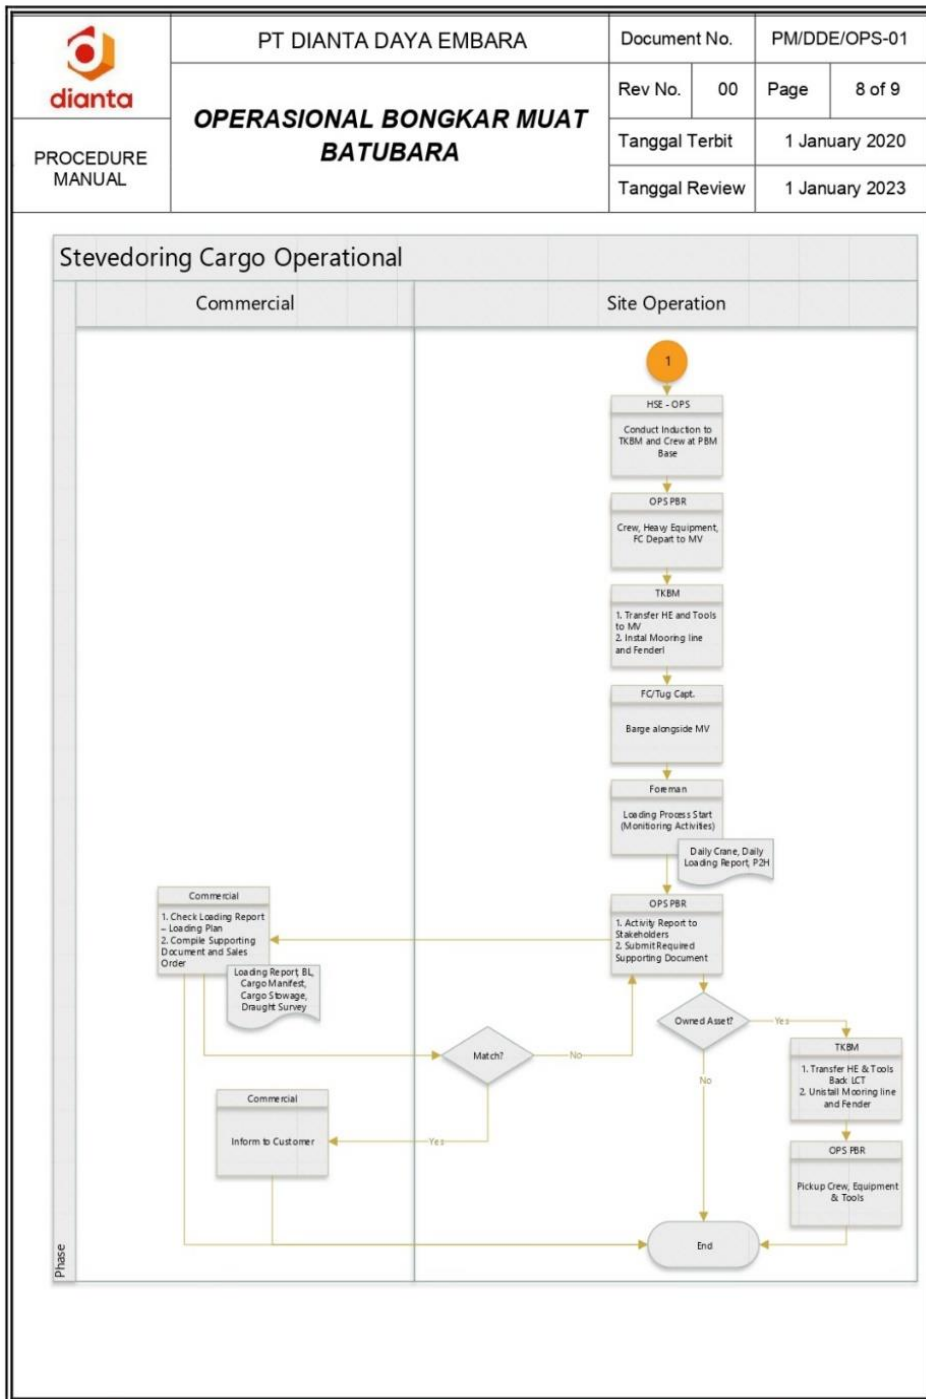 dianta
PROCEDURE
MANUAL
PT DIANTA DAYA EMBARA
OPERASIONAL BONGKAR MUAT
BATUBARA
Document No. PM/DDE/OPS-01
Rev No. 00 Page 8 of 9
Tanggal Terbit 1 January 2020
Tanggal Review 1 January 2023
Stevedoring Cargo Operational
Commercial Site Operation
Phase
1
HSE - OPS
Conduct Induction to
TKBM and Crew at PBM
Base
OPS PBR
Crew, Heavy Equipment,
FC Depart to MV
TKBM
1. Transfer HE and Tools
to MV
2. Instal Mooring line
and Fenderl
FC/Tug Capt.
Barge alongside MV
Foreman
Loading Process Start
(Monitoring Activities)
Daily Crane, Daily
Loading Report, P2H
OPS PBR
1. Activity Report to
Stakeholders
2. Submit Required
Supporting Document
Commercial
1. Check Loading Report
– Loading Plan
2. Compile Supporting
Document and Sales
Order
Loading Report, BL,
Cargo Manifest,
Cargo Stowage,
Draught Survey
Owned Asset?
Yes
No
Match?
No
Yes
TKBM
1. Transfer HE & Tools
Back LCT
2. Unistall Mooring line
and Fender
Commercial
Inform to Customer
OPS PBR
Pickup Crew, Equipment
& Tools
End